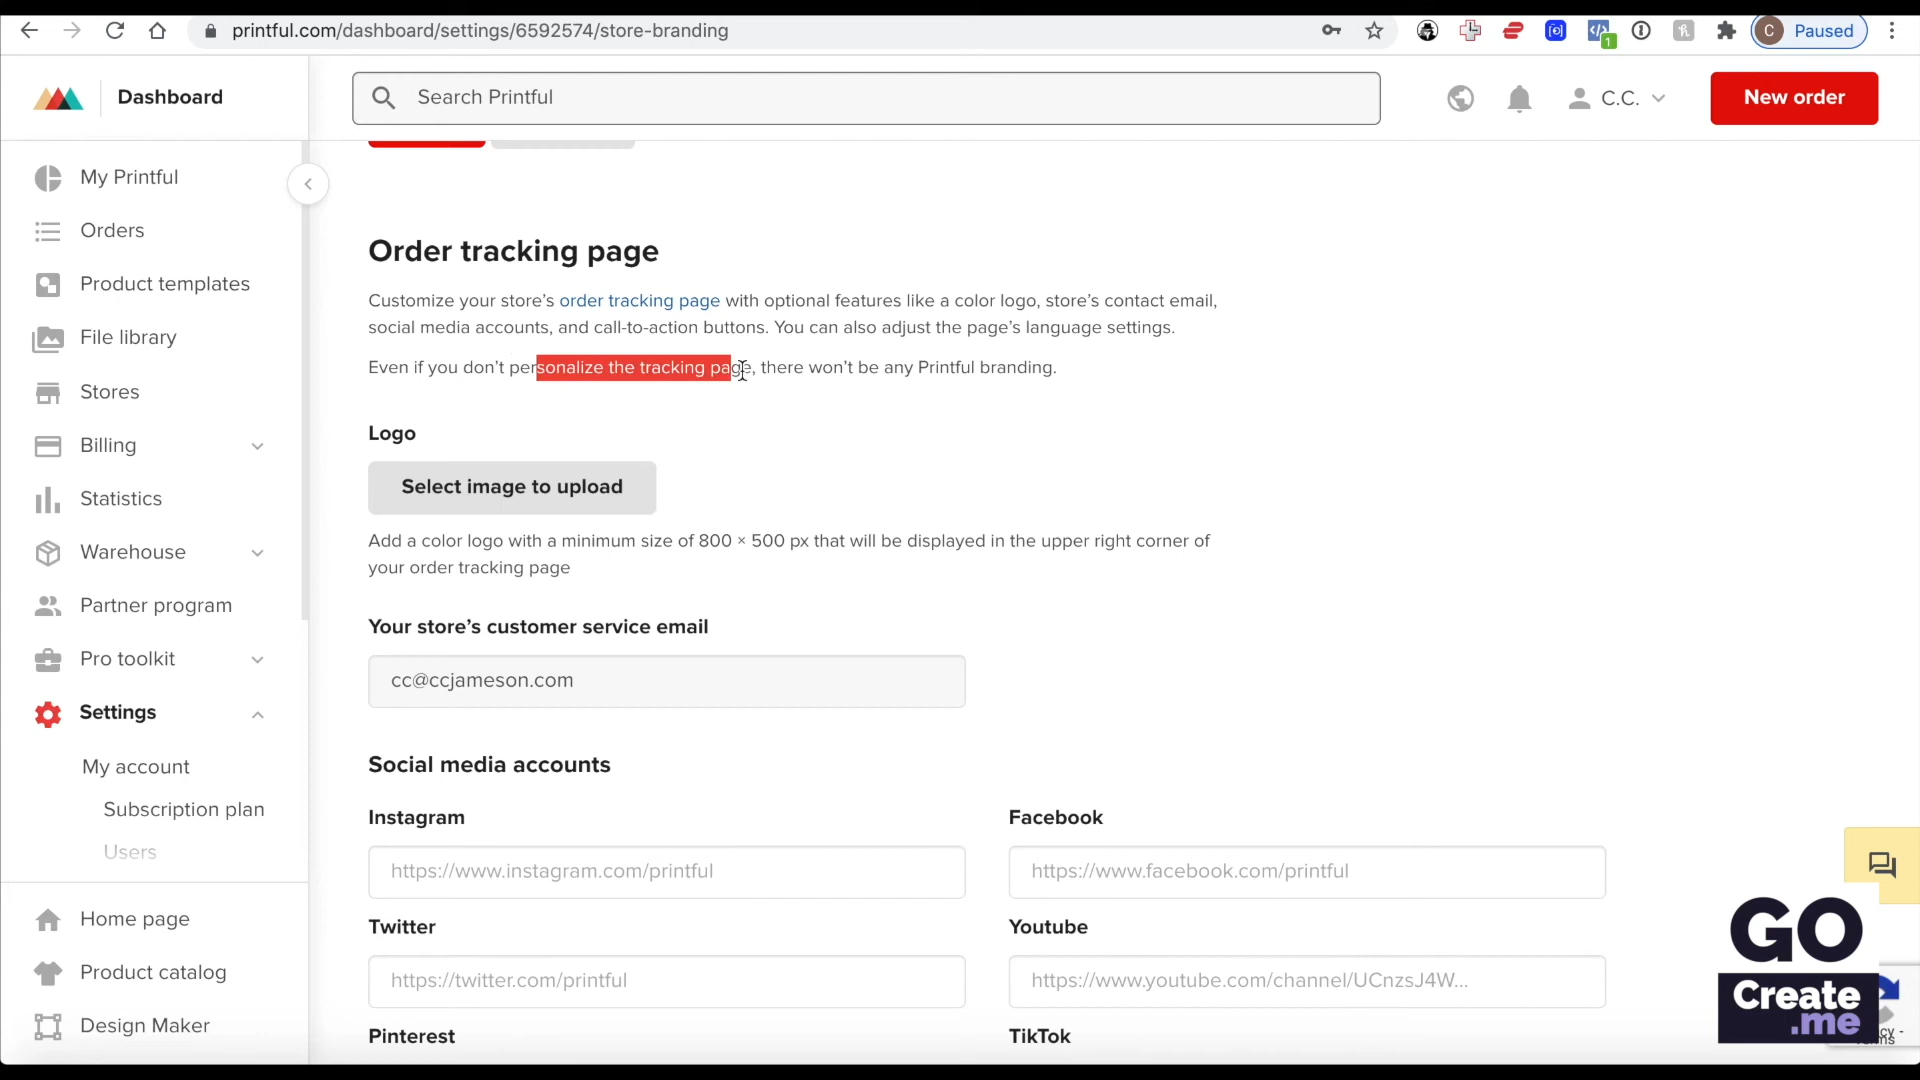 printful.com/dashboard/settings/6592574/store-branding
1
C
Paused
Dashboard
Search Printful
C.C.
New order
My Printful
Orders
Product templates
File library
Stores
Billing
Statistics
Warehouse
Partner program
Pro toolkit
Settings
My account
Subscription plan
Users
Home page
Product catalog
Design Maker
Order tracking page
Customize your store’s order tracking page with optional features like a color logo, store’s contact email,
social media accounts, and call-to-action buttons. You can also adjust the page’s language settings.
Even if you don’t personalize the tracking page, there won’t be any Printful branding.
Logo
Select image to upload
Add a color logo with a minimum size of 800 × 500 px that will be displayed in the upper right corner of
your order tracking page
Your store’s customer service email
cc@ccjameson.com
Social media accounts
Instagram
Facebook
https://www.instagram.com/printful
https://www.facebook.com/printful
Twitter
Youtube
https://twitter.com/printful
https://www.youtube.com/channel/UCnzsJ4W...
Pinterest
TikTok
GO
Create
.me